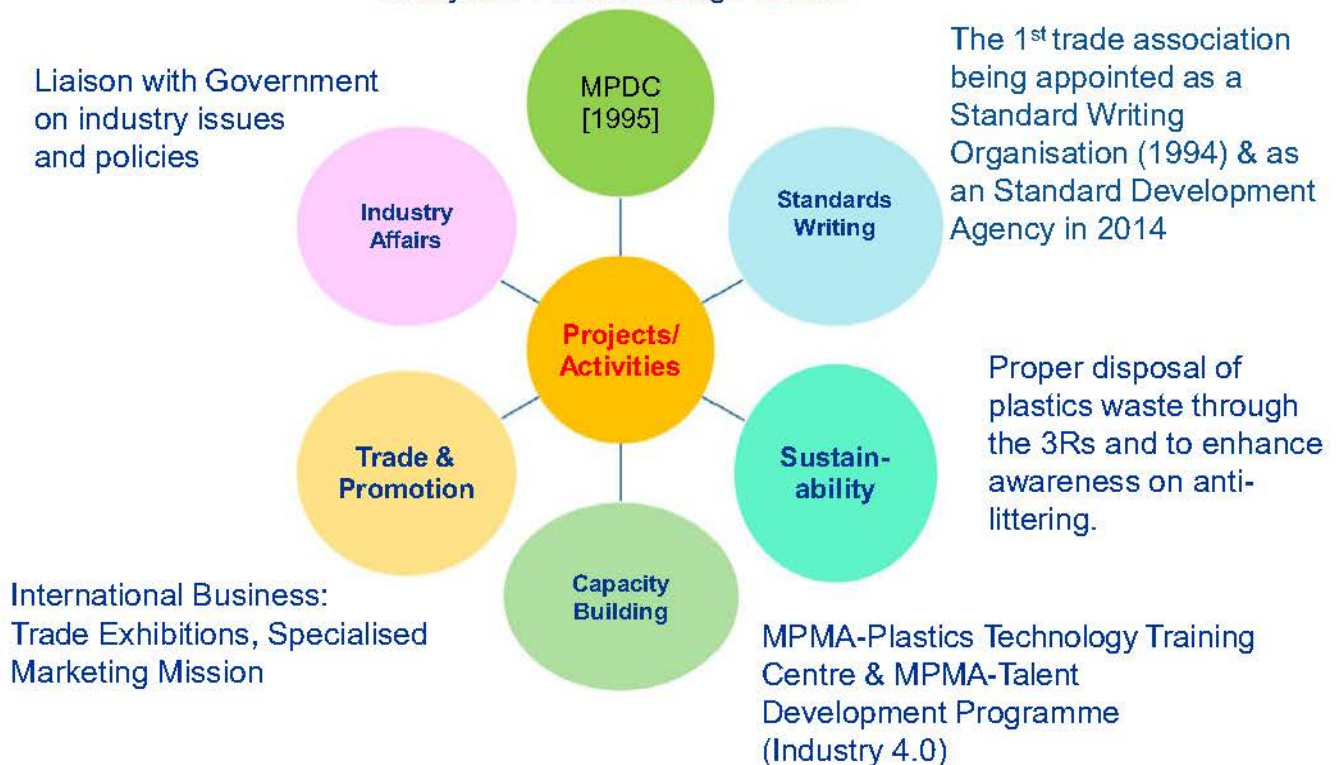 MPDC
[1995]
Liaison with Government
on industry issues
and policies
The 1st trade association
being appointed as a
Standard Writing
Organisation (1994) & as
an Standard Development
Agency in 2014
Industry
Affairs
Standards
Writing
Projects/
Activities
Proper disposal of
plastics waste through
the 3Rs and to enhance
awareness on anti-
littering.
Trade &
Promotion
Sustain-
ability
International Business:
Trade Exhibitions, Specialised
Marketing Mission
Capacity
Building
MPMA-Plastics Technology Training
Centre & MPMA-Talent
Development Programme
(Industry 4.0)